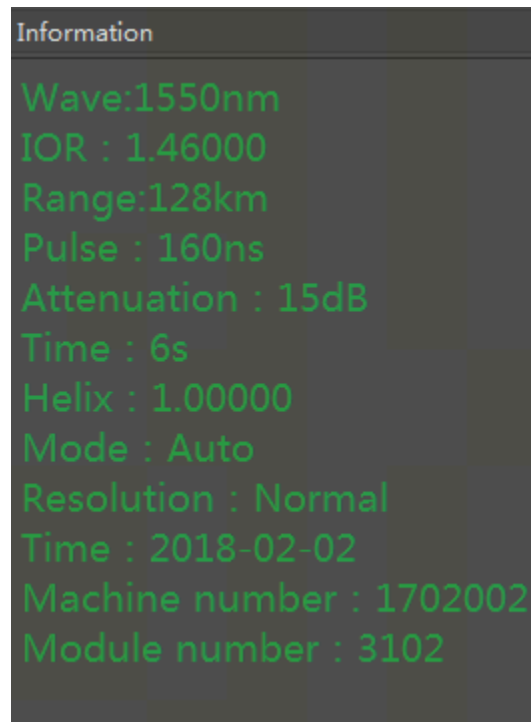 Information
Wave:1550nm
IOR : 1.46000
Range:128km
Pulse : 160ns
Attenuation : 15dB
Time : 6s
Helix : 1.00000
Mode : Auto
Resolution : Normal
Time : 2018-02-02
Machine number : 1702002
Module number : 3102